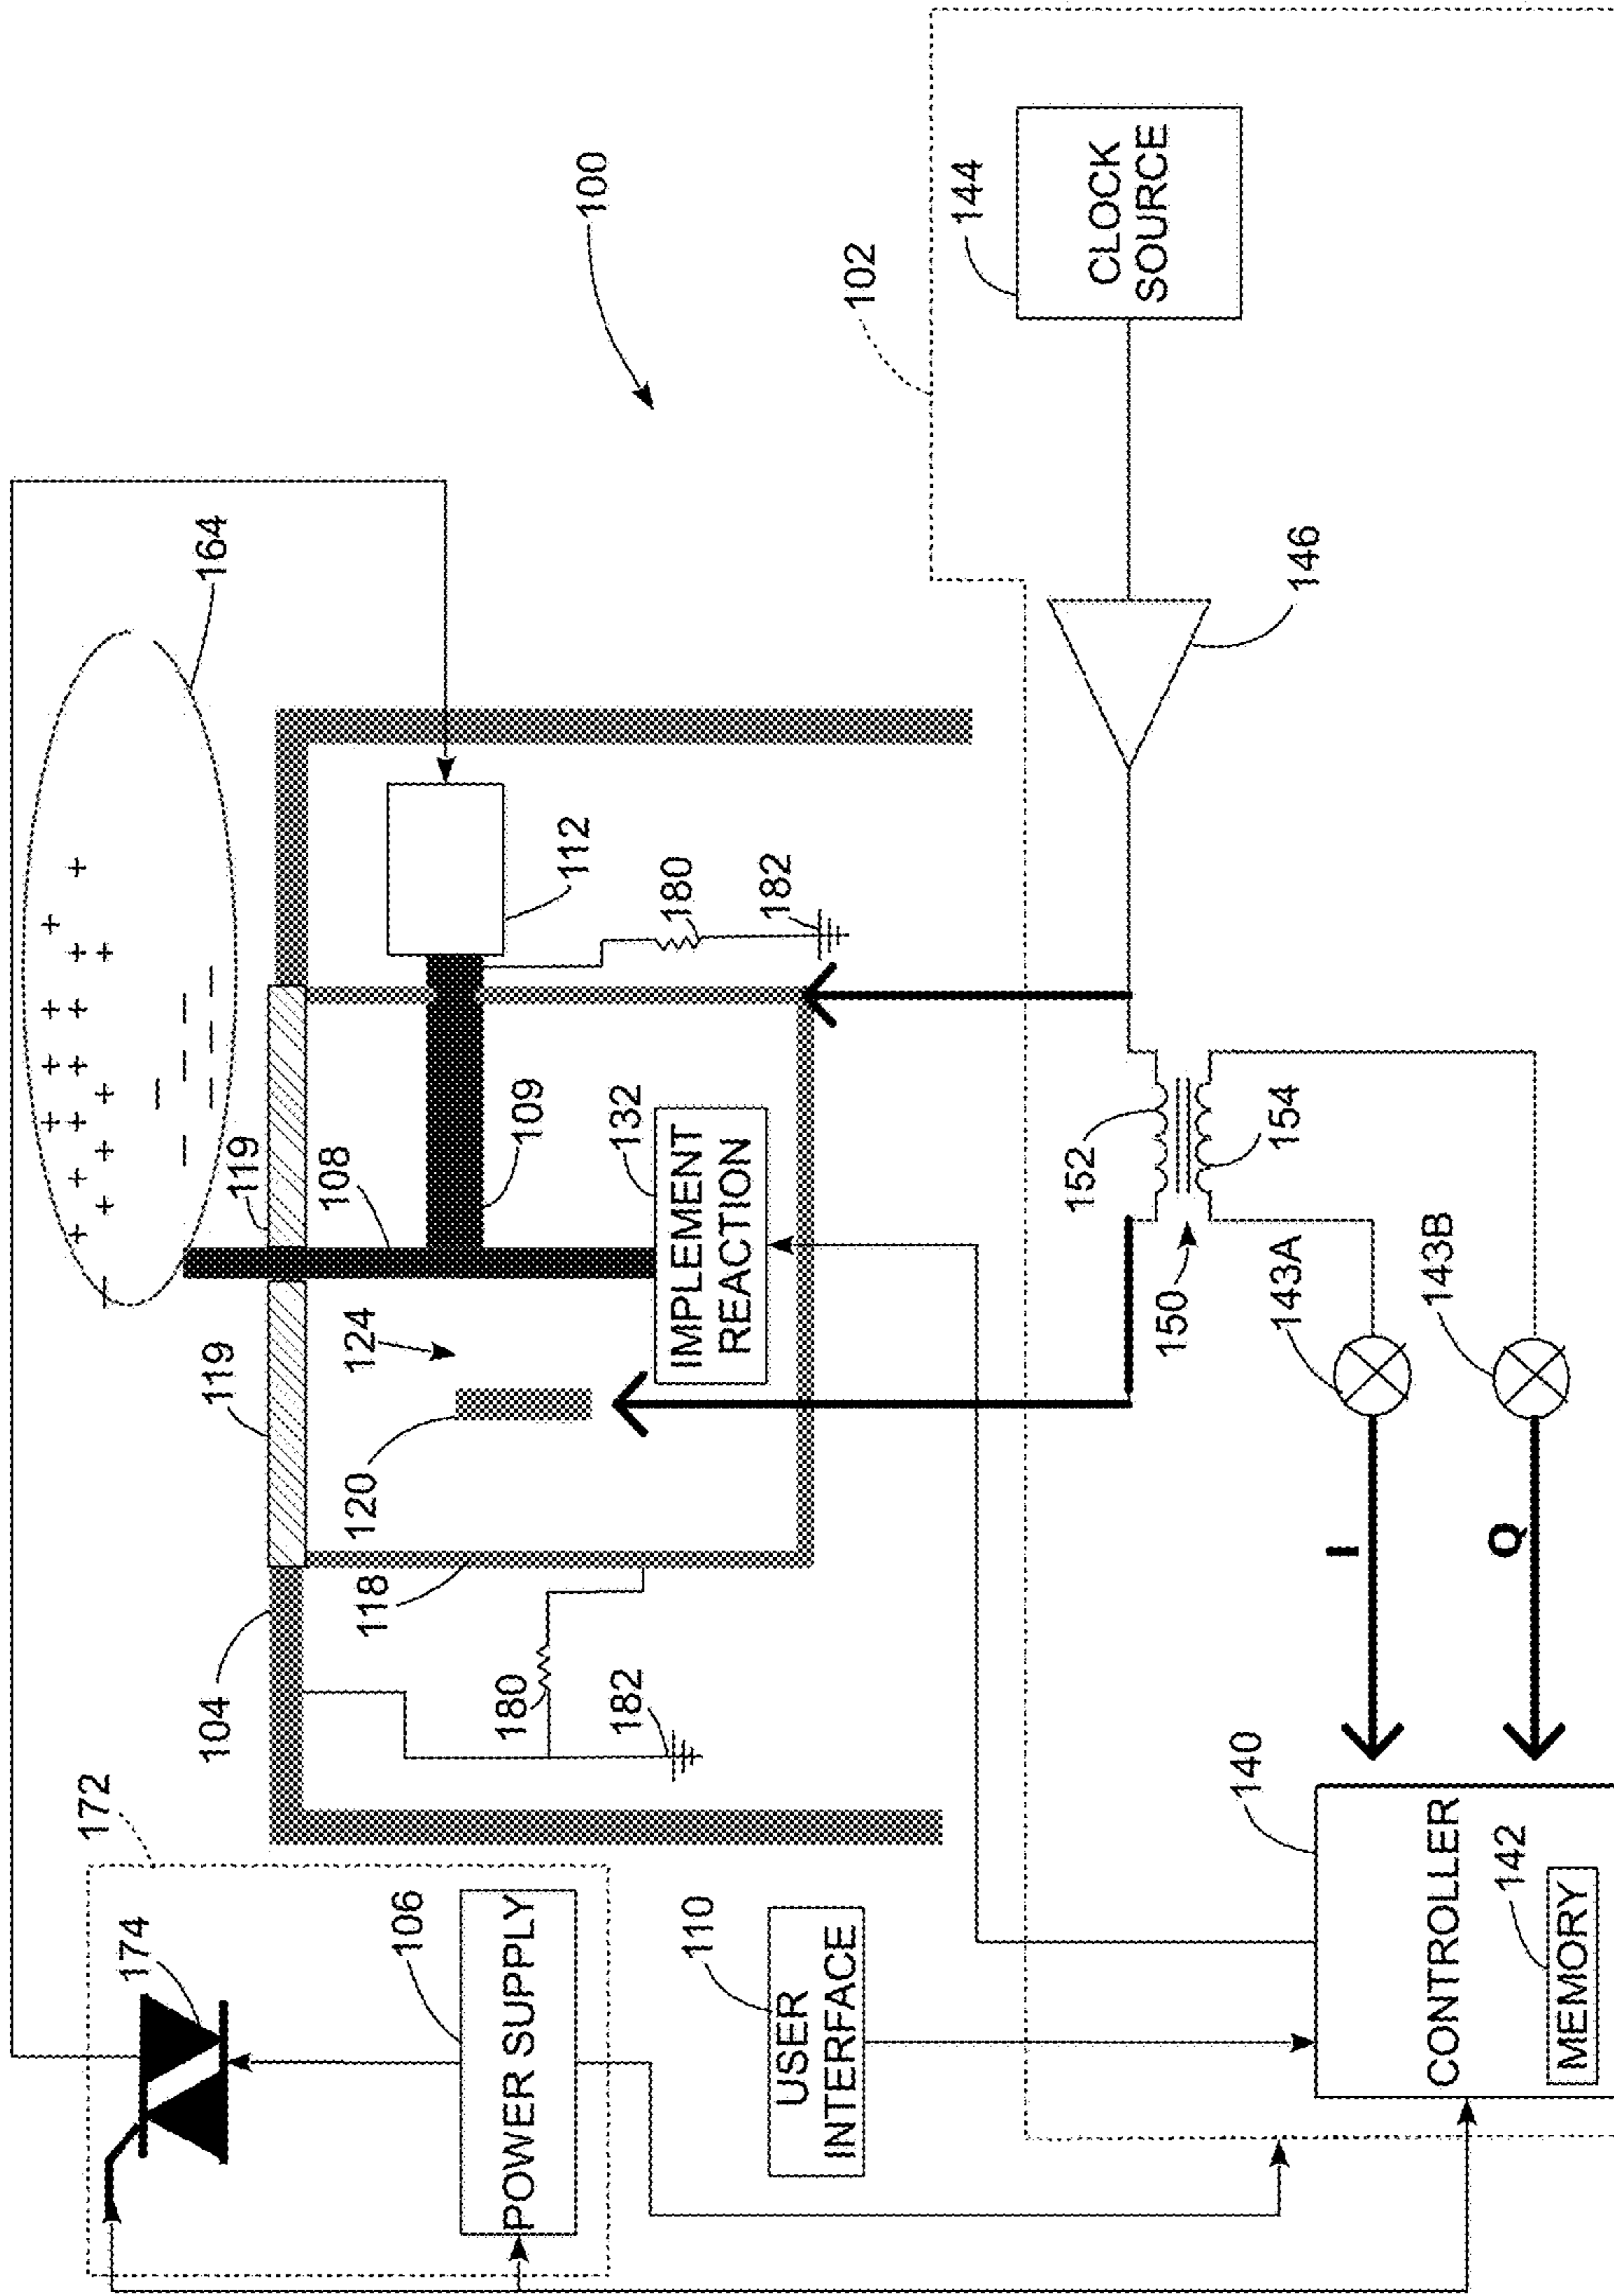 172
174
106
POWER SUPPLY
104
119
119
164
108
124
120
118
109
112
180
182
180
182
132
IMPLEMENT
REACTION
100
110
USER
INTERFACE
102
144
CLOCK
SOURCE
146
152
150
154
143A
143B
I
Q
140
CONTROLLER
142
MEMORY